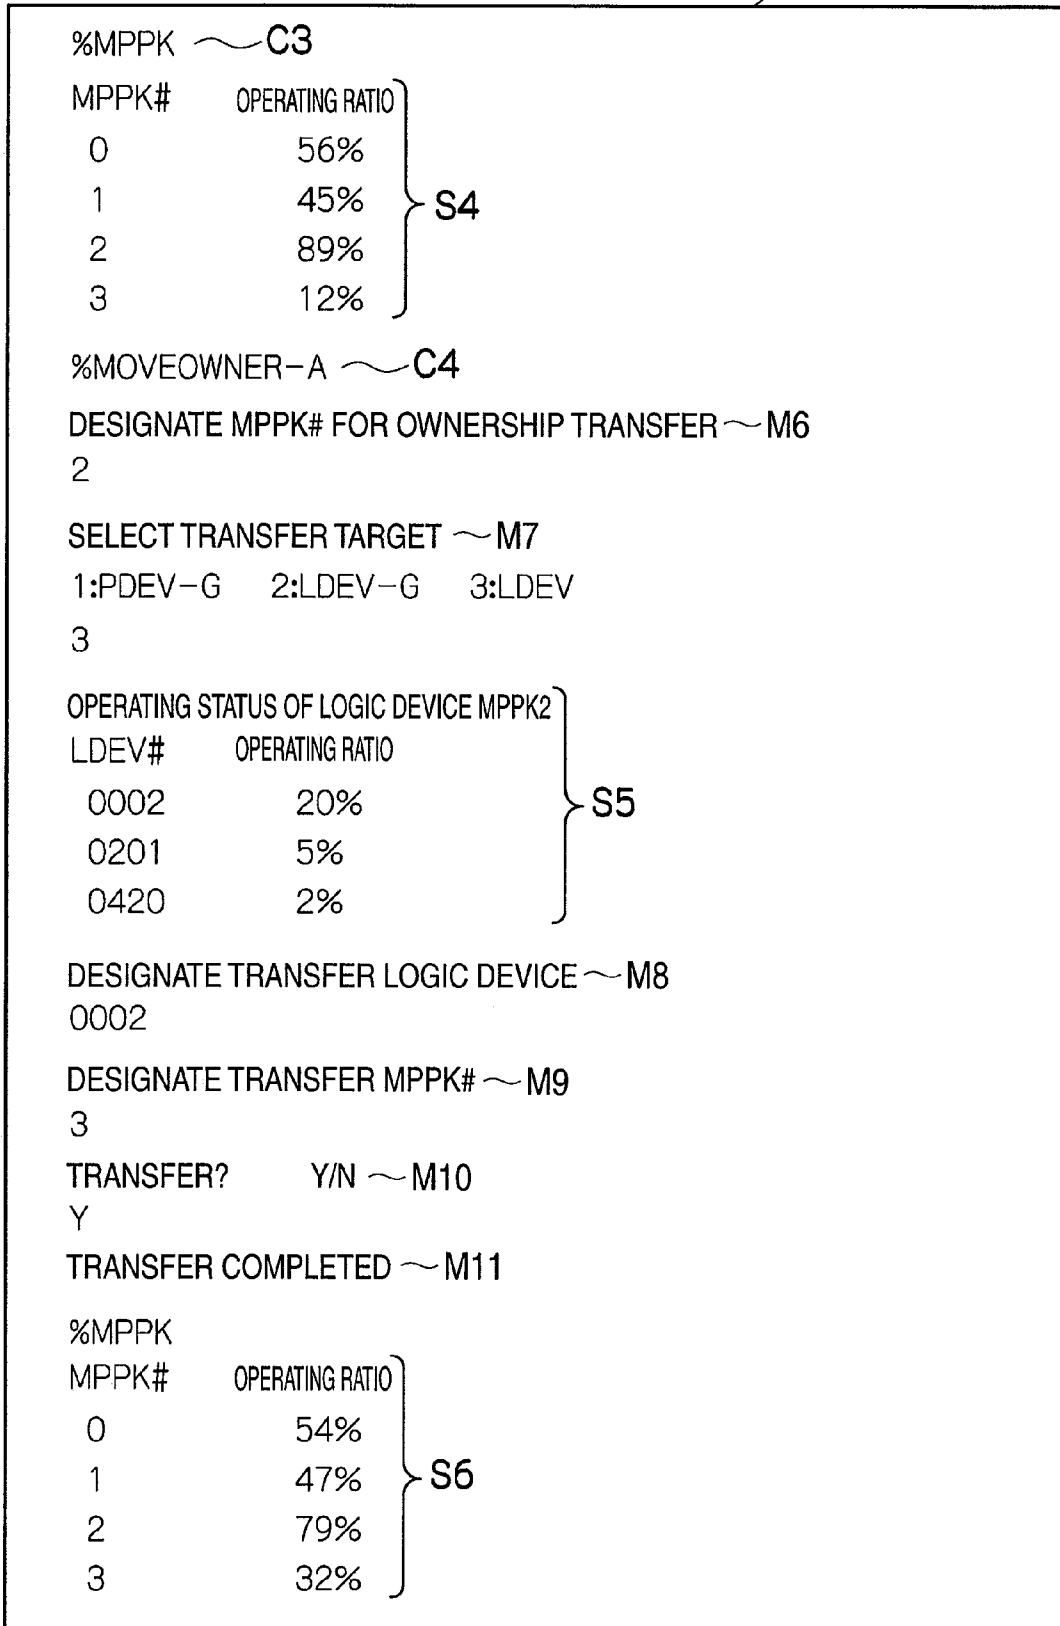 %MPPK C3
MPPK# OPERATING RATIO
0 56%
1 45%
2 89%
3 12%
S4
%MOVEOWNER-A C4
DESIGNATE MPPK# FOR OWNERSHIP TRANSFER M6
2
SELECT TRANSFER TARGET M7
1:PDEV-G 2:LDEV-G 3:LDEV
3
OPERATING STATUS OF LOGIC DEVICE MPPK2
LDEV# OPERATING RATIO
0002 20%
0201 5%
0420 2%
S5
DESIGNATE TRANSFER LOGIC DEVICE M8
0002
DESIGNATE TRANSFER MPPK# M9
3
TRANSFER? Y/N M10
Y
TRANSFER COMPLETED M11
%MPPK
MPPK# OPERATING RATIO
0 54%
1 47%
2 79%
3 32%
S6